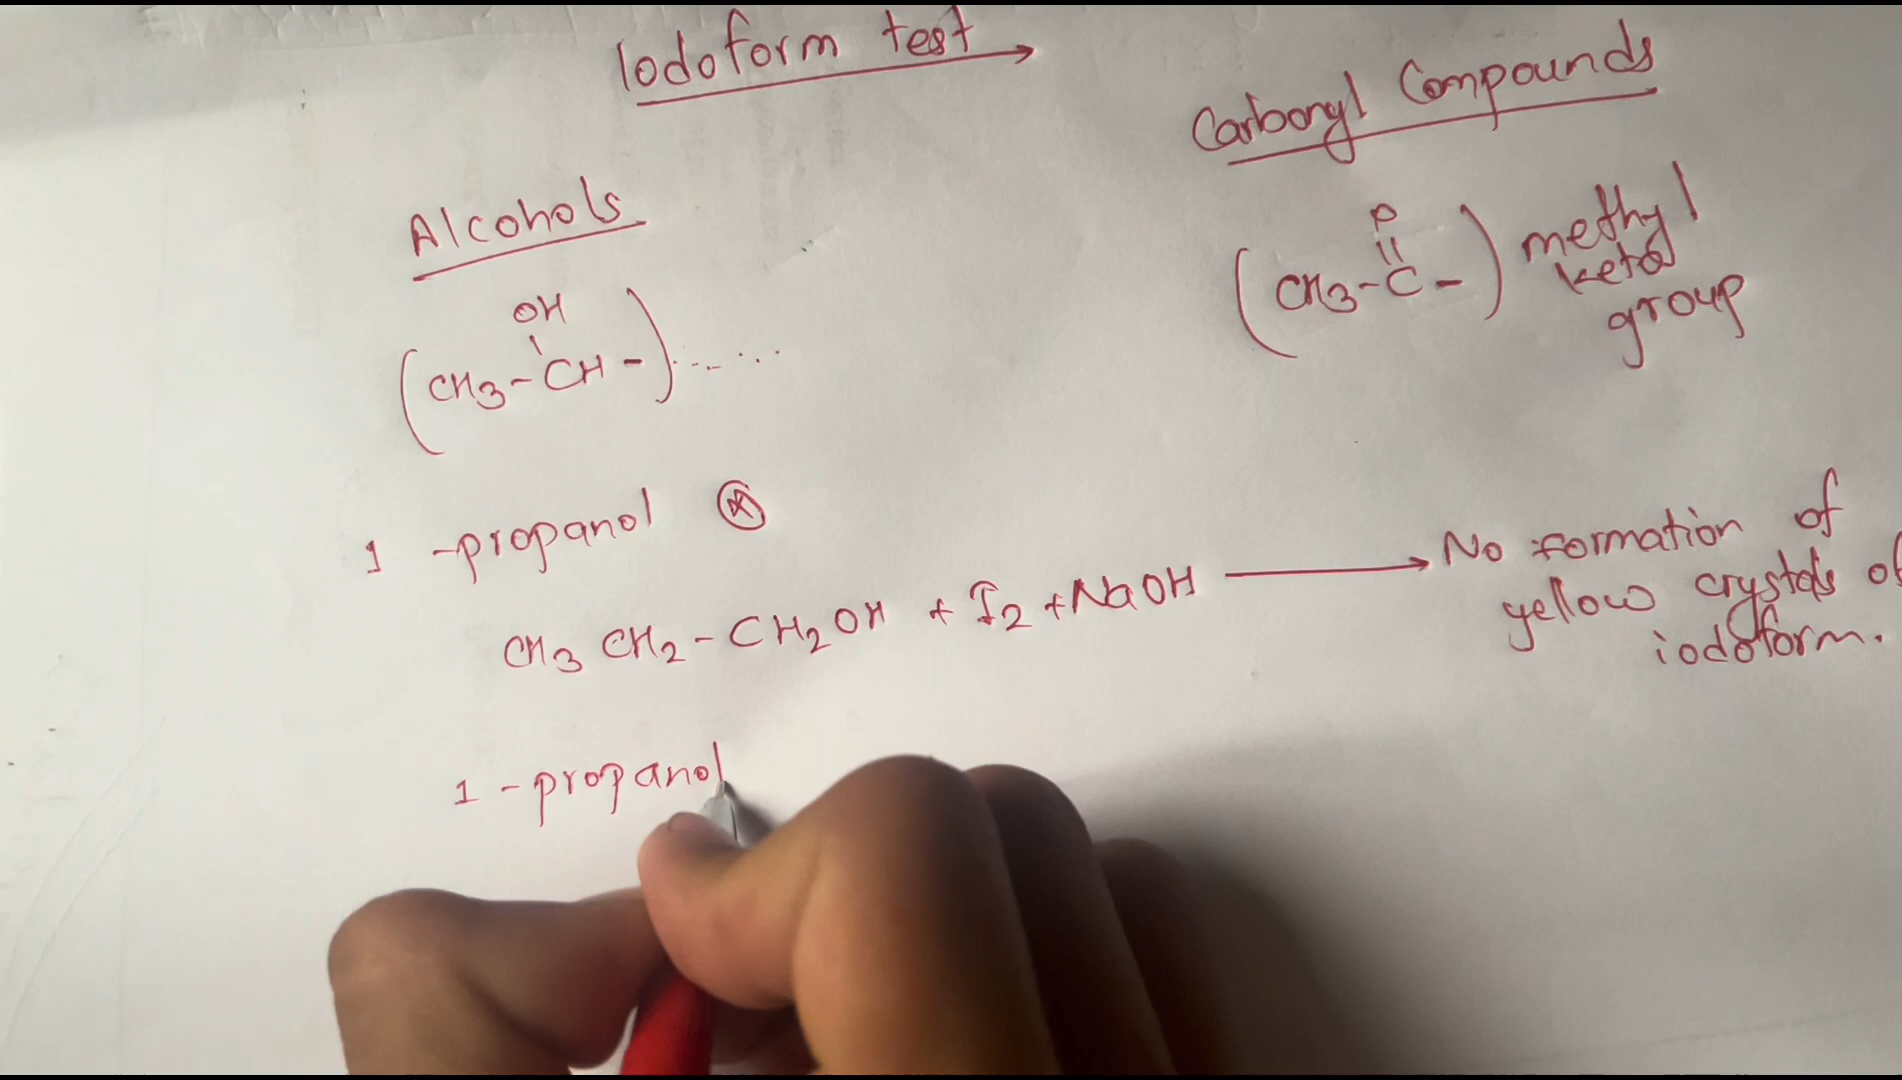 Iodoform test
Carbonyl Compounds
Alcohols
O
||
(CH3-C-) methyl
keto
group
OH
(CH3-CH-).......
1 -propanol ⓧ
CH3 CH2-CH2OH + I2 +NaOH → No formation of
yellow crystals of
iodoform.
1 -propanol